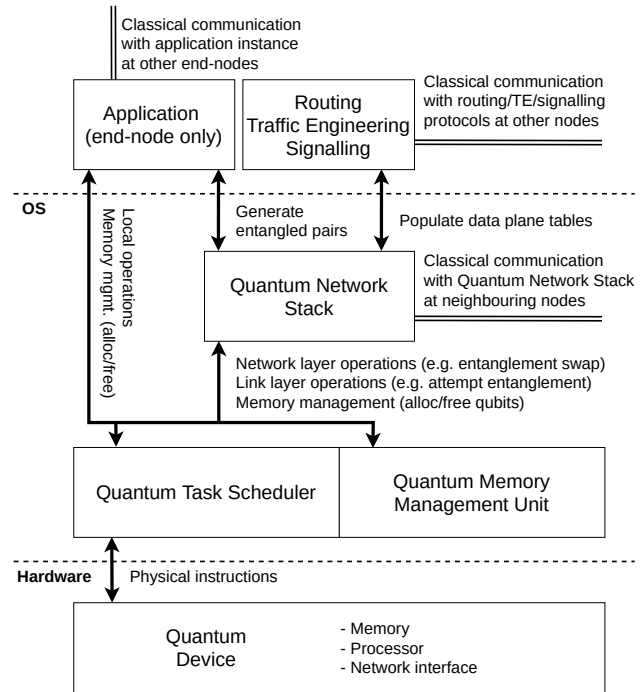 Classical communication
with application instance
at other end-nodes
Application
(end-node only)
Routing
Traffic Engineering
Signalling
Classical communication
with routing/TE/signalling
protocols at other nodes
OS
Local operations
Memory mgmt. (alloc/free)
Generate
entangled pairs
Populate data plane tables
Quantum Network
Stack
Classical communication
with Quantum Network Stack
at neighbouring nodes
Network layer operations (e.g. entanglement swap)
Link layer operations (e.g. attempt entanglement)
Memory management (alloc/free qubits)
Quantum Task Scheduler
Quantum Memory
Management Unit
Hardware
Physical instructions
Quantum
Device
- Memory
- Processor
- Network interface